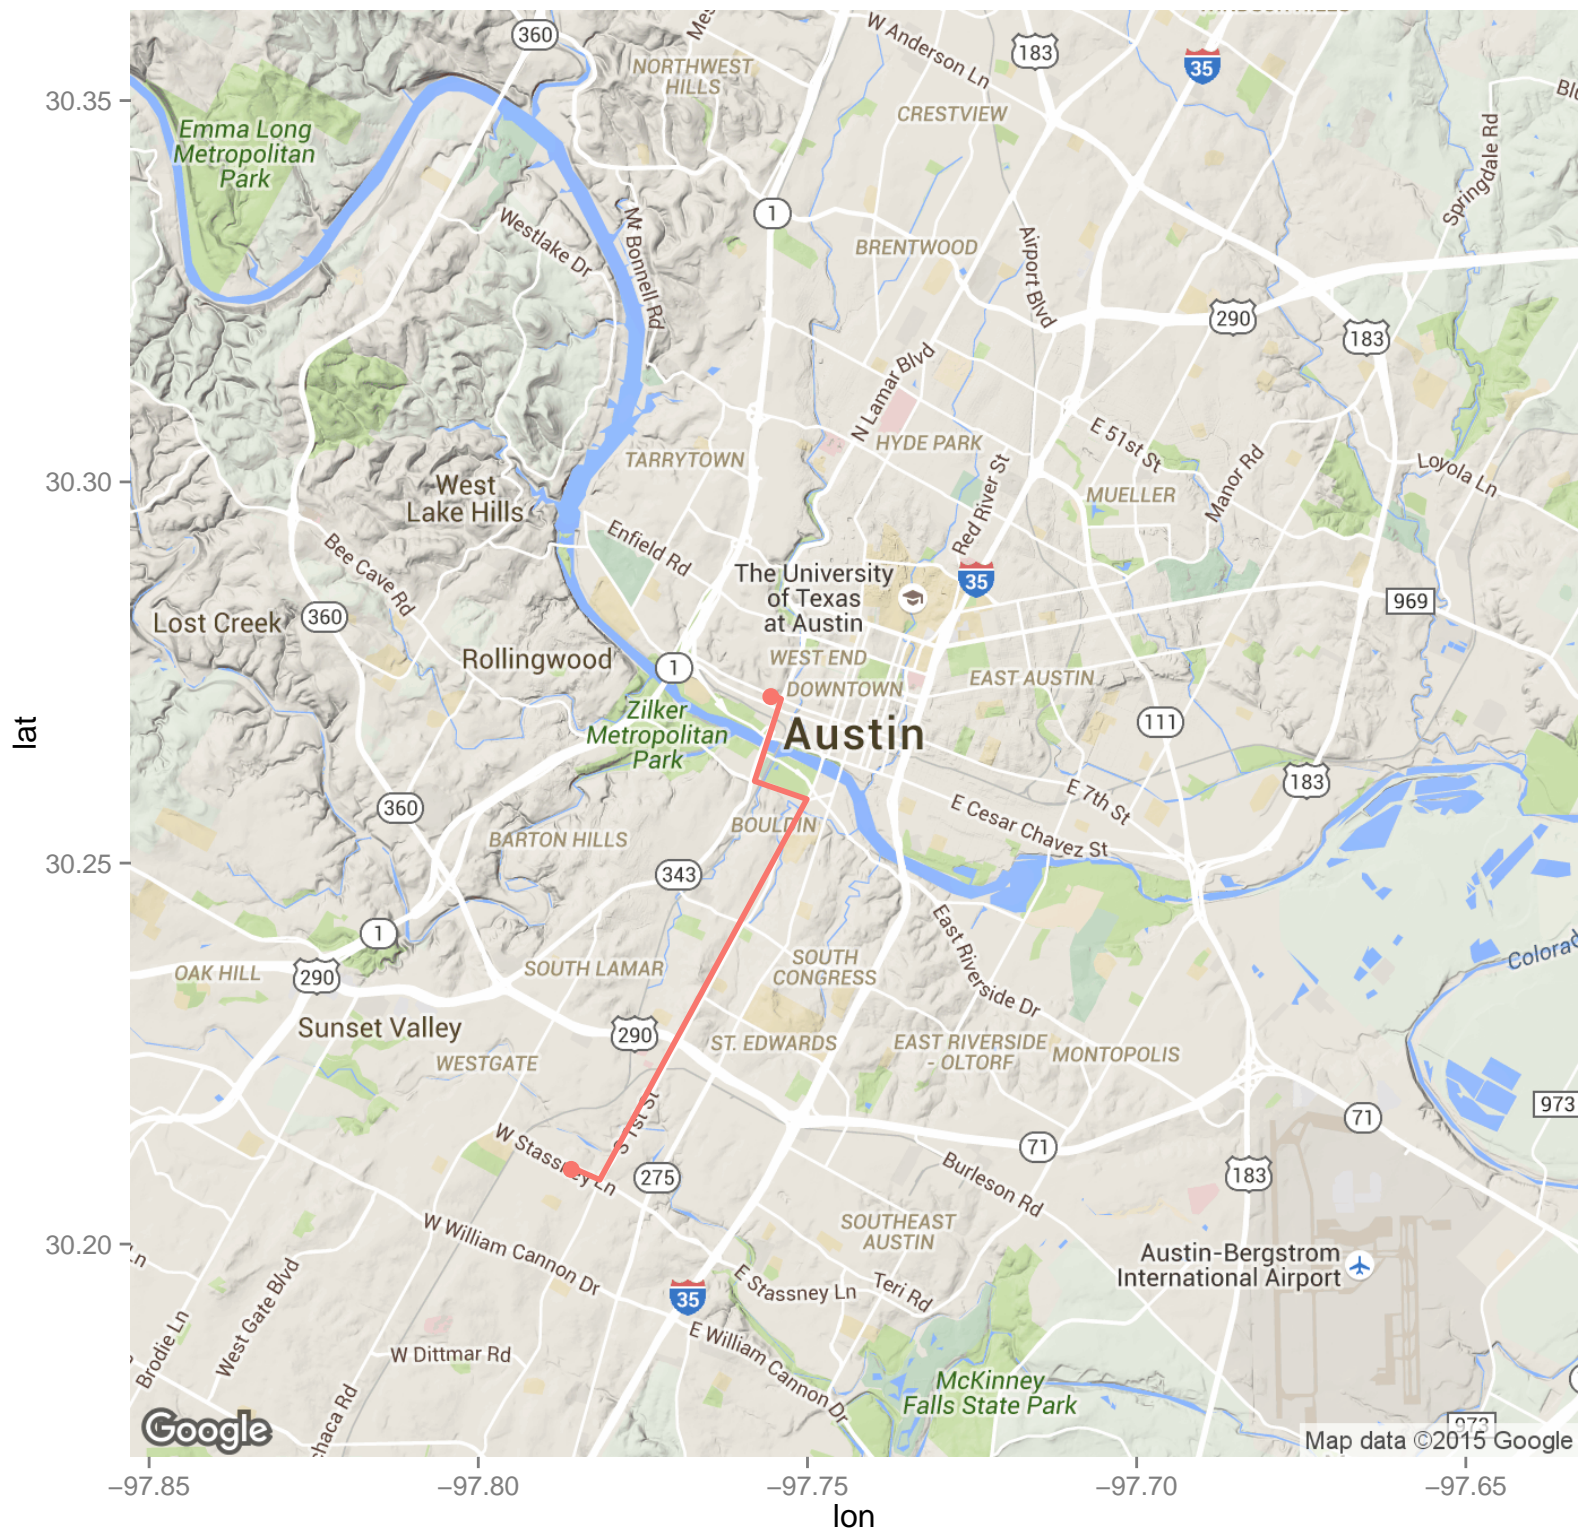 360
W Anderson Ln
183
35
NORTHWEST
HILLS
CRESTVIEW
30.35
Emma Long
Metropolitan
Park
Springdale Rd
1
Westlake Dr
Mt Bonnell Rd
BRENTWOOD
Airport Blvd
290
183
N Lamar Blvd
HYDE PARK
E 51st St
TARRYTOWN
Loyola Ln
30.30
West
Lake Hills
Red River St
MUELLER
Manor Rd
Enfield Rd
Bee Cave Rd
The University
of Texas
at Austin
35
969
360
Lost Creek
Rollingwood
1
WEST END
DOWNTOWN
EAST AUSTIN
Zilker
Metropolitan
Park
Austin
111
lat
183
360
E 7th St
E Cesar Chavez St
BARTON HILLS
BOULDIN
30.25
343
1
East Riverside Dr
OAK HILL
290
SOUTH LAMAR
SOUTH
CONGRESS
Sunset Valley
290
ST. EDWARDS
EAST RIVERSIDE
- OLTORF
MONTOPOLIS
WESTGATE
973
71
S 1st St
W Stassney Ln
71
275
Burleson Rd
183
W William Cannon Dr
SOUTHEAST
AUSTIN
30.20
Austin-Bergstrom
International Airport
E Stassney Ln
Teri Rd
35
West Gate Blvd
Brodie Ln
E William Cannon Dr
W Dittmar Rd
McKinney
Falls State Park
973
Google
Map data ©2015 Google
−97.85
−97.80
−97.75
−97.70
−97.65
lon